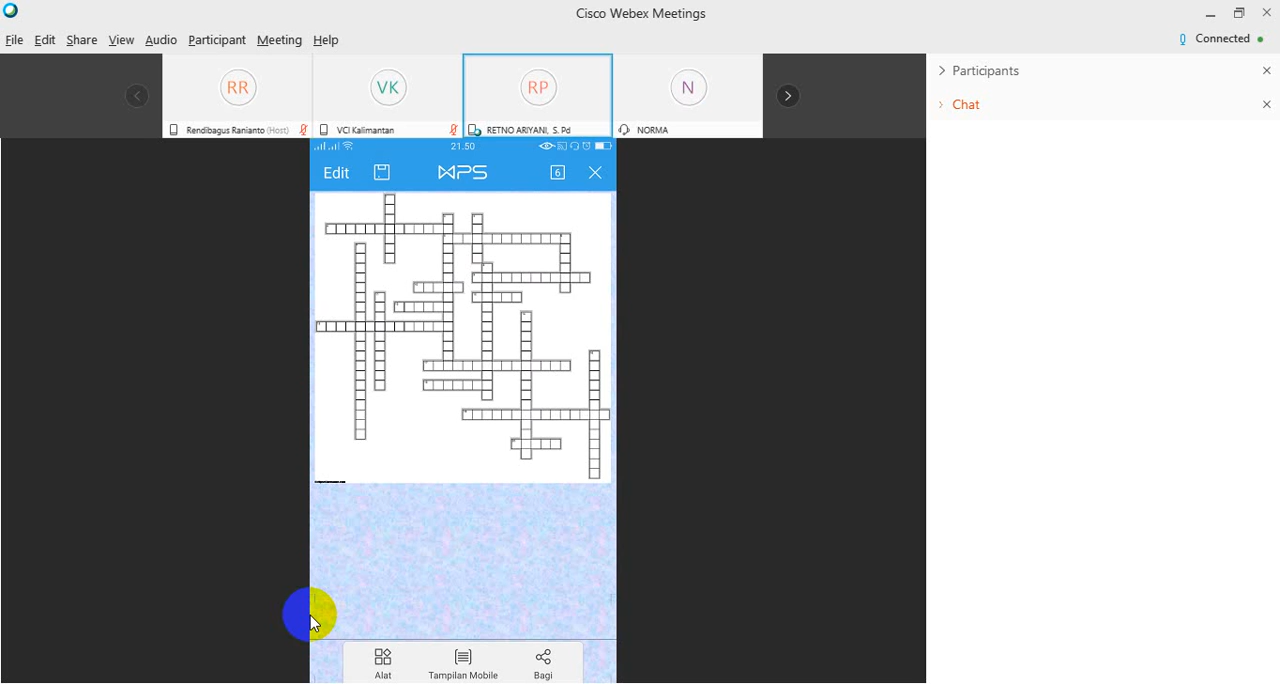 Cisco Webex Meetings
File Edit Share View Audio Participant Meeting Help
Connected
RR
VK
RP
N
Rendibagus Ranianto (Host)
VCI Kalimantan
RETNO ARIYANI, S. Pd
NORMA
Participants
Chat
21.50
Edit
WPS
6
Alat
Tampilan Mobile
Bagi